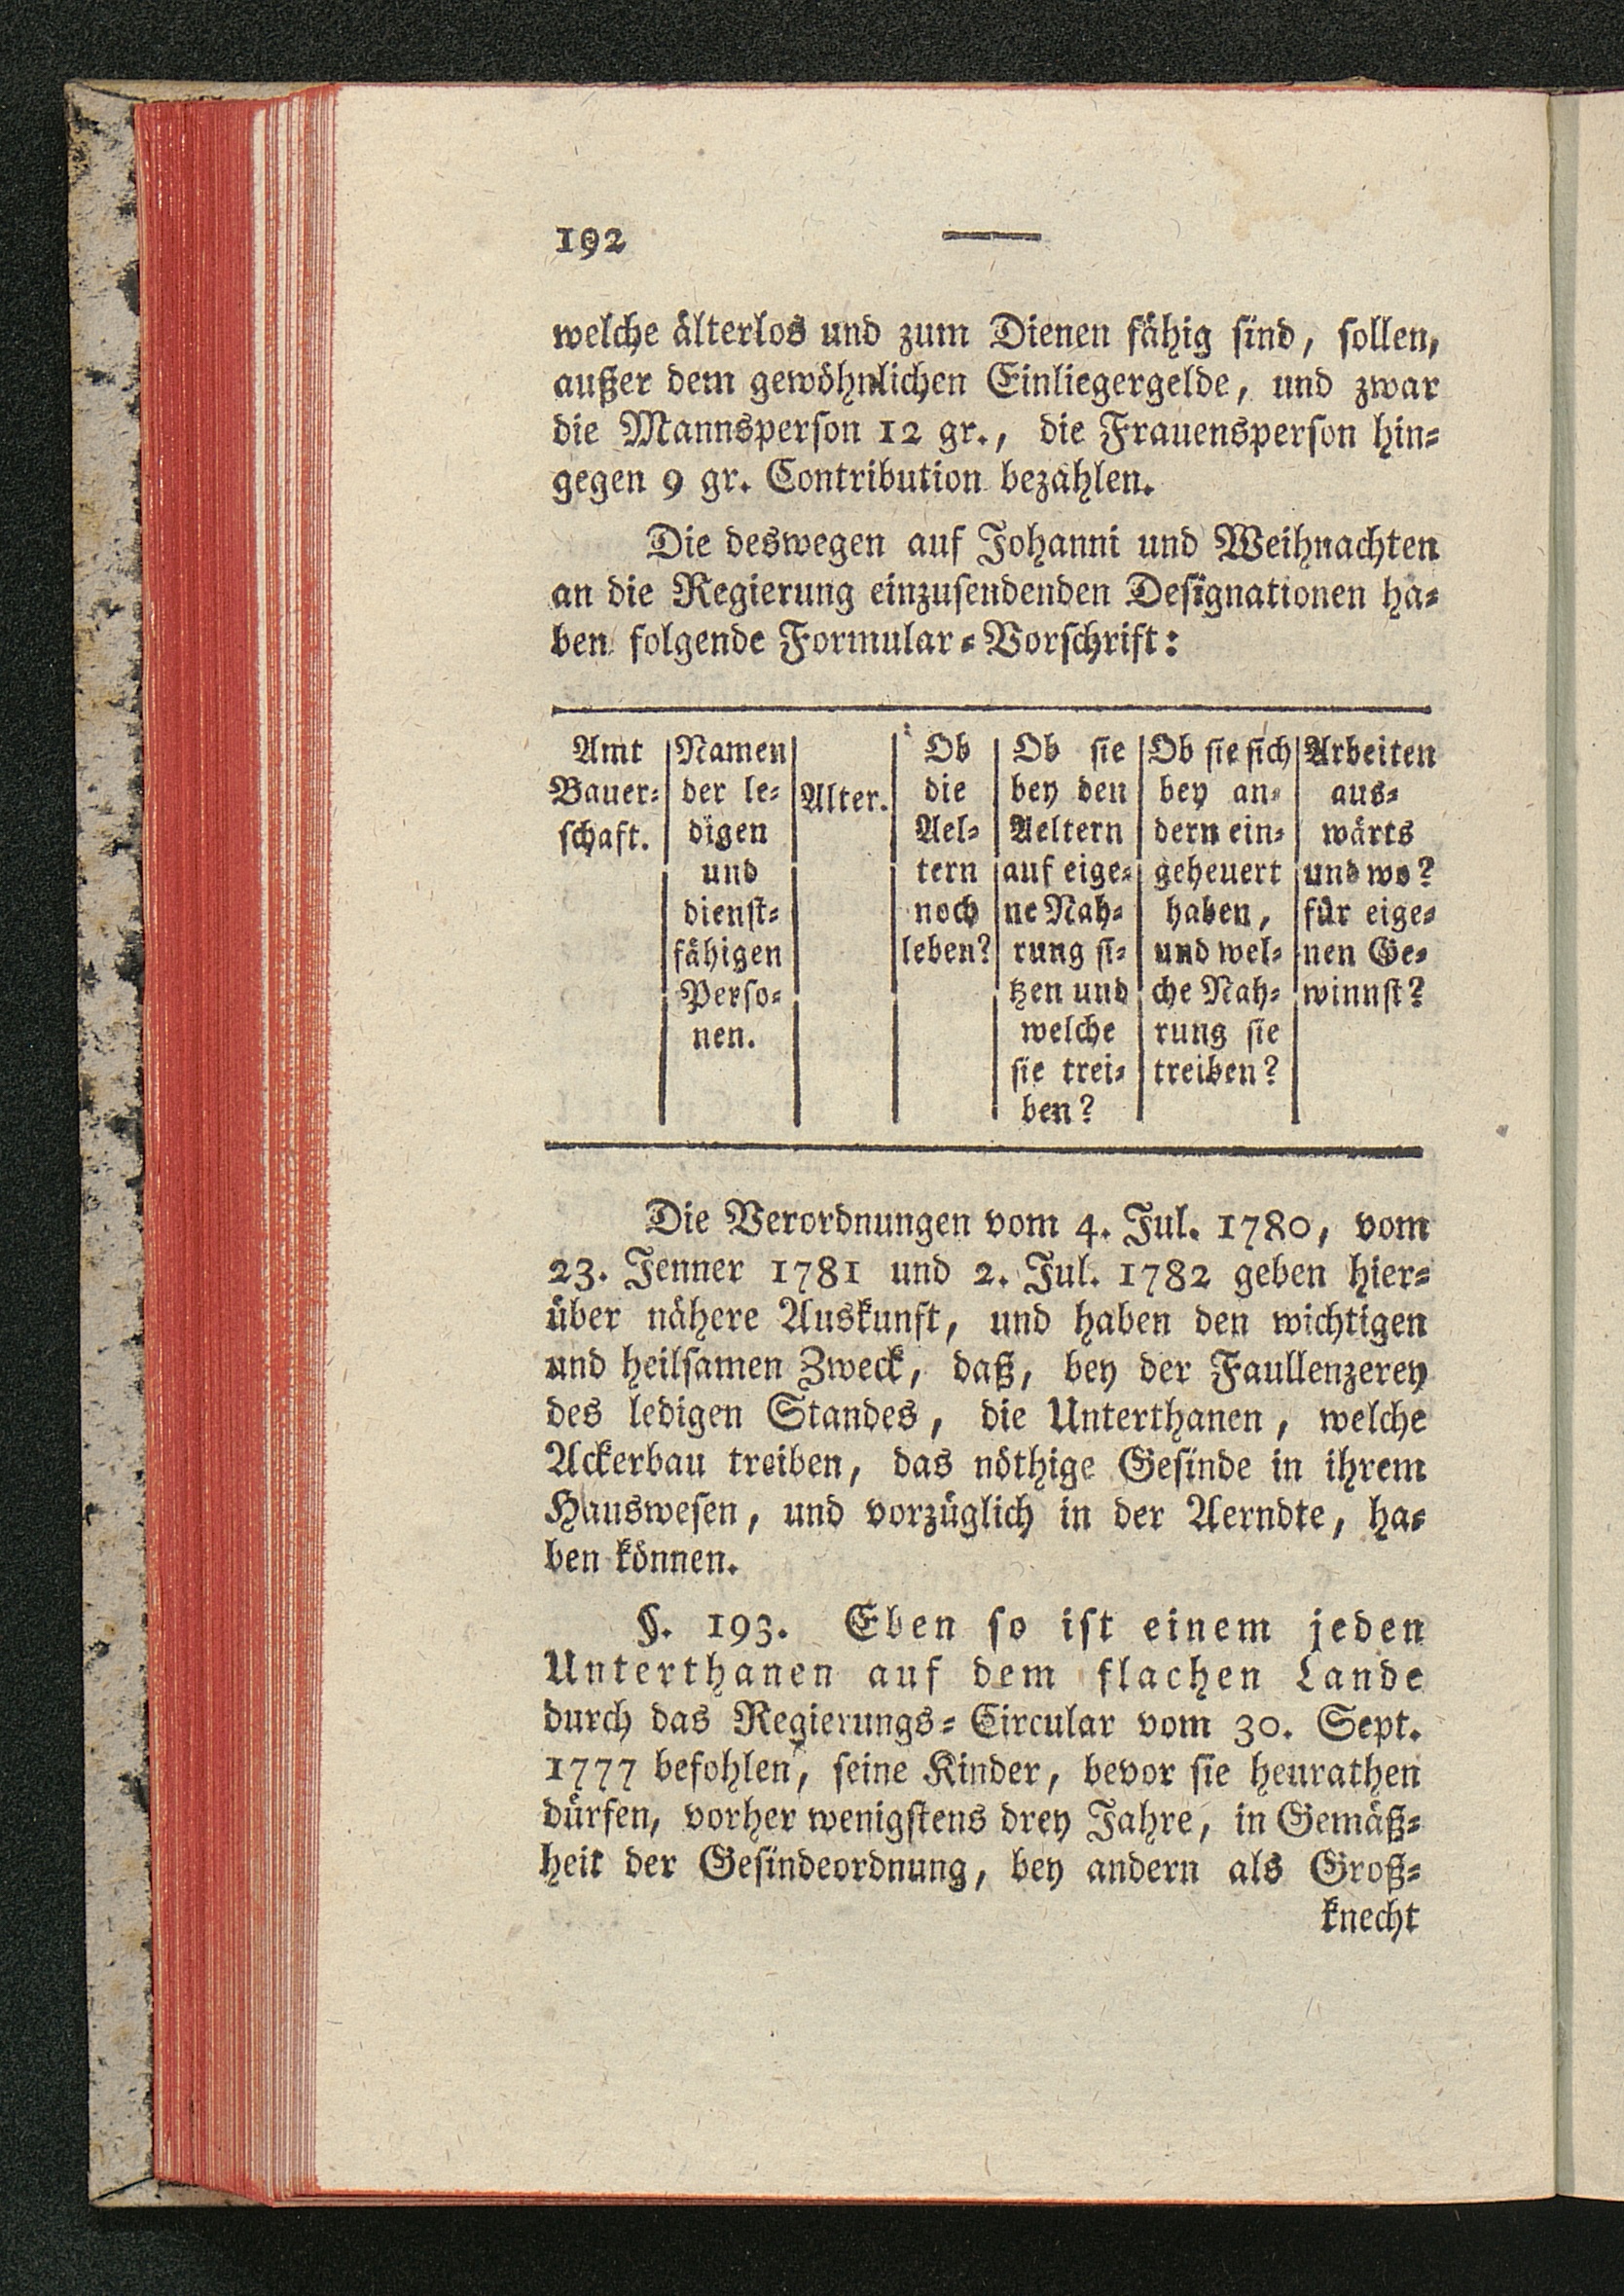 192
welche älterlos und zum Dienen fähig sind, sollen,
außer dem gewöhnlichen Einliegergelde, und zwar
die Mannsperson 12 gr., die Frauensperson hin=
gegen 9 gr. Contribution bezahlen.
Die deswegen auf Johanni und Weihnachten
an die Regierung einzusendenden Designationen ha=
ben folgende Formular=Vorschrift:
Amt
Bauer=
schaft.
Namen
der le=
digen
und
dienst=
fähigen
Perso=
nen.
Alter.
Ob
die
Ael=
tern
noch
leben?
Ob sie
bey den
Aeltern
auf eige=
ne Nah=
rung si=
tzen und
welche
sie trei=
ben?
Ob sie sich
bey an=
dern ein=
geheuert
haben,
und wel=
che Nah=
rung sie
treiben?
Arbeiten
aus=
wärts
und wo?
für eige=
nen Ge=
winnst?
Die Verordnungen vom 4. Jul. 1780, vom
23. Jenner 1781 und 2. Jul. 1782 geben hier=
über nähere Auskunft, und haben den wichtigen
und heilsamen Zweck, daß, bey der Faullenzerey
des ledigen Standes, die Unterthanen, welche
Ackerbau treiben, das nöthige Gesinde in ihrem
Hauswesen, und vorzüglich in der Aerndte, ha=
ben können.
§. 193. Eben so ist einem jeden
Unterthanen auf dem flachen Lande
durch das Regierungs=Circular vom 30. Sept.
1777 befohlen, seine Kinder, bevor sie heurathen
dürfen, vorher wenigstens drey Jahre, in Gemäß=
heit der Gesindeordnung, bey andern als Groß=
knecht